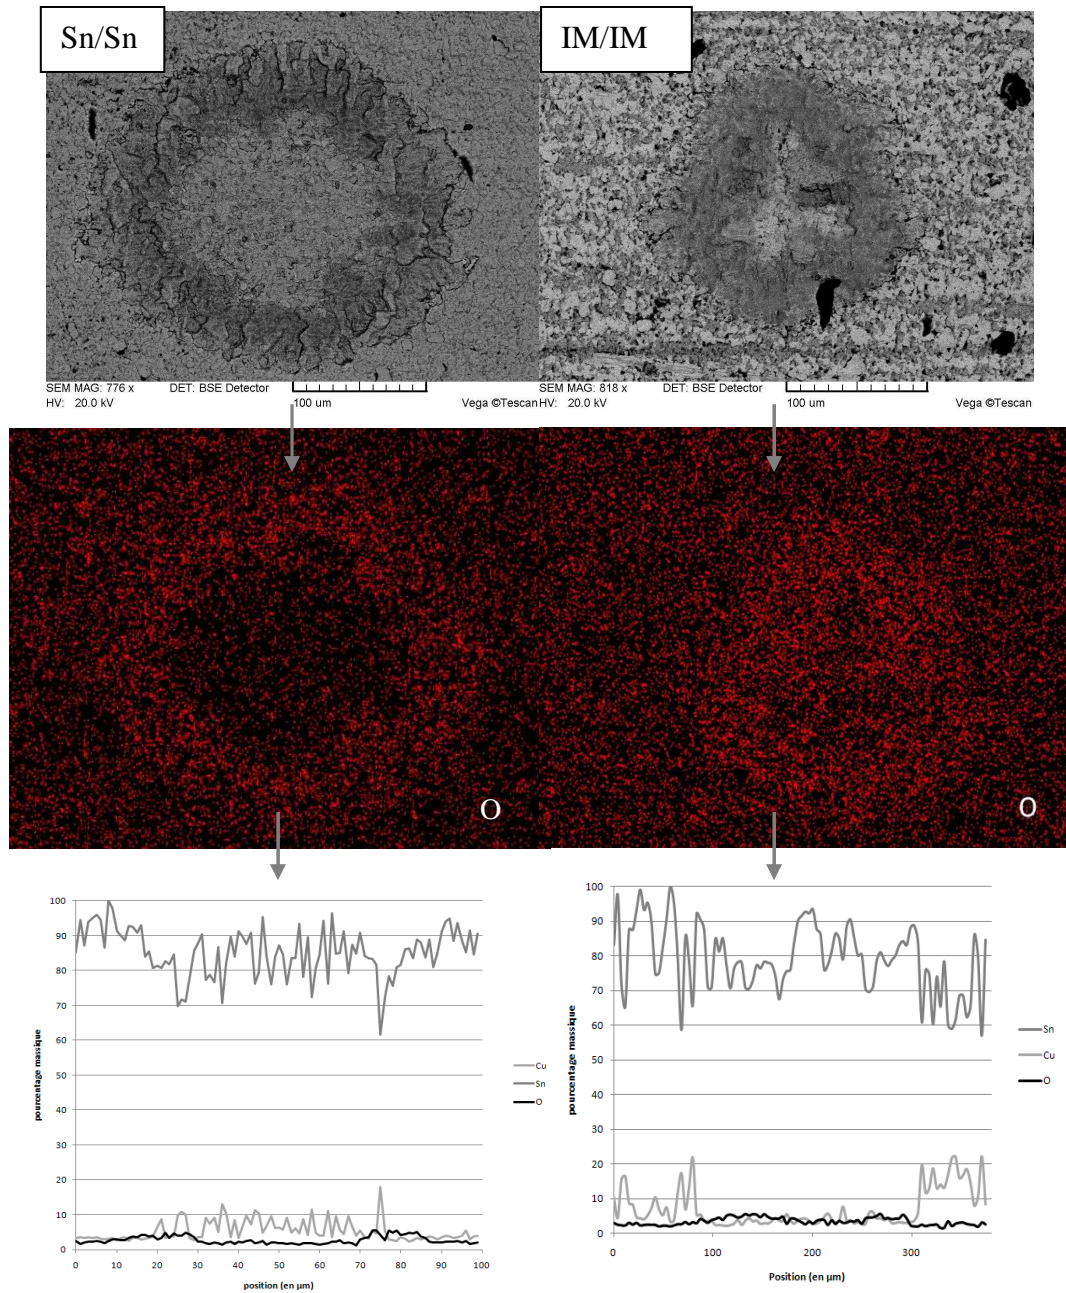 Sn/Sn
IM/IM
SEM MAG: 776 x DET: BSE Detector
HV: 20.0 kV 100 um Vega ©Tescan
SEM MAG: 818 x DET: BSE Detector
HV: 20.0 kV 100 um Vega ©Tescan
O
O
pourcentage massique
100
90
80
70
60
50
40
30
20
10
0
0 10 20 30 40 50 60 70 80 90 100
position (en µm)
Cu
Sn
O
pourcentage massique
100
90
80
70
60
50
40
30
20
10
0
0 100 200 300
Position (en µm)
Sn
Cu
O